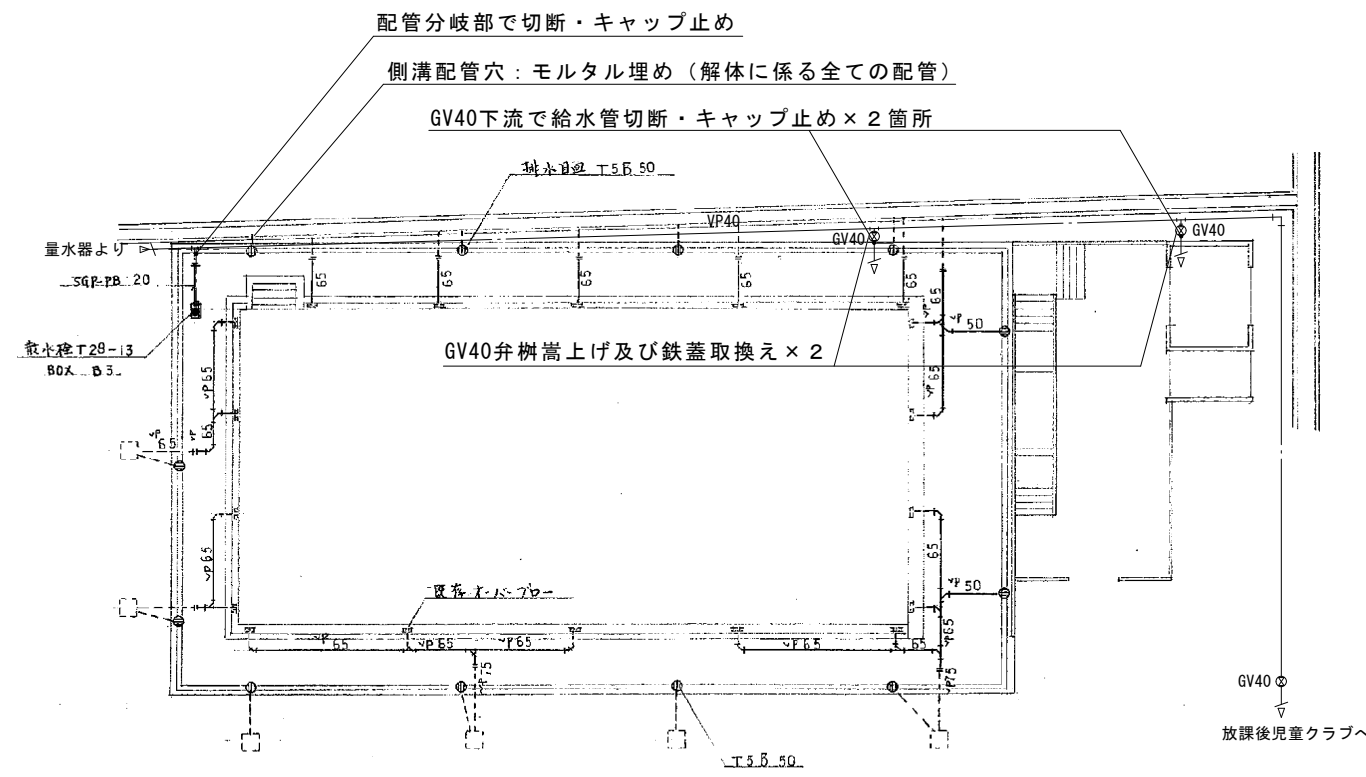 配管分岐部で切断・キャップ止め
側溝配管穴：モルタル埋め（解体に係る全ての配管）
GV40下流で給水管切断・キャップ止め×２箇所
排水目皿 T5B 50
VP40
量水器より
GV40
GV40
SGP-PB 20
65
65
65
65
65
65
VP 50
散水栓T28-13
BOX B3
GV40弁桝嵩上げ及び鉄蓋取換え×２
VP65
VP65
VP
65
VP
65
VP65
65
VP 50
既存オーバーフロー
VP
65
VP65
VP65
VP65
65
VP65
VP75
VP75
GV40
放課後児童クラブへ
T5B 50